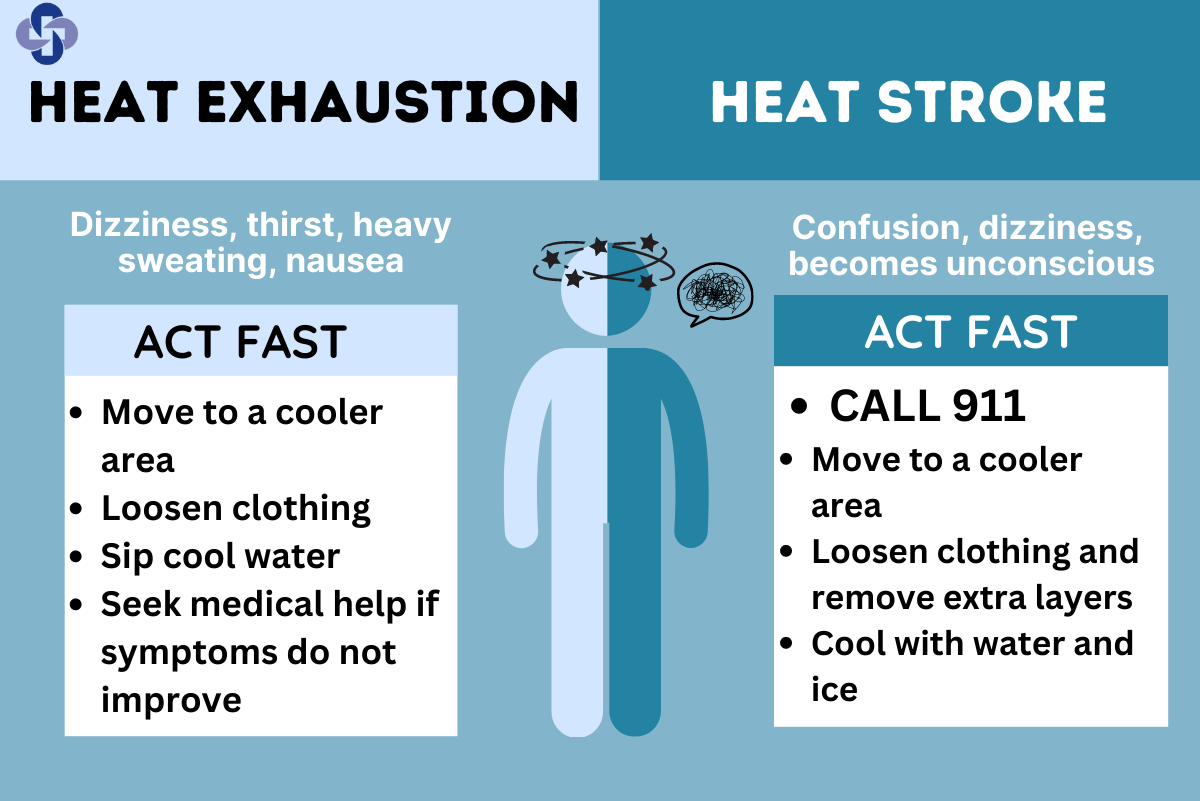 HEAT EXHAUSTION
HEAT STROKE
Dizziness, thirst, heavy
sweating, nausea
ACT FAST
• Move to a cooler
area
• Loosen clothing
• Sip cool water
• Seek medical help if
symptoms do not
improve
Confusion, dizziness,
becomes unconscious
ACT FAST
• CALL 911
• Move to a cooler
area
• Loosen clothing and
remove extra layers
• Cool with water and
ice